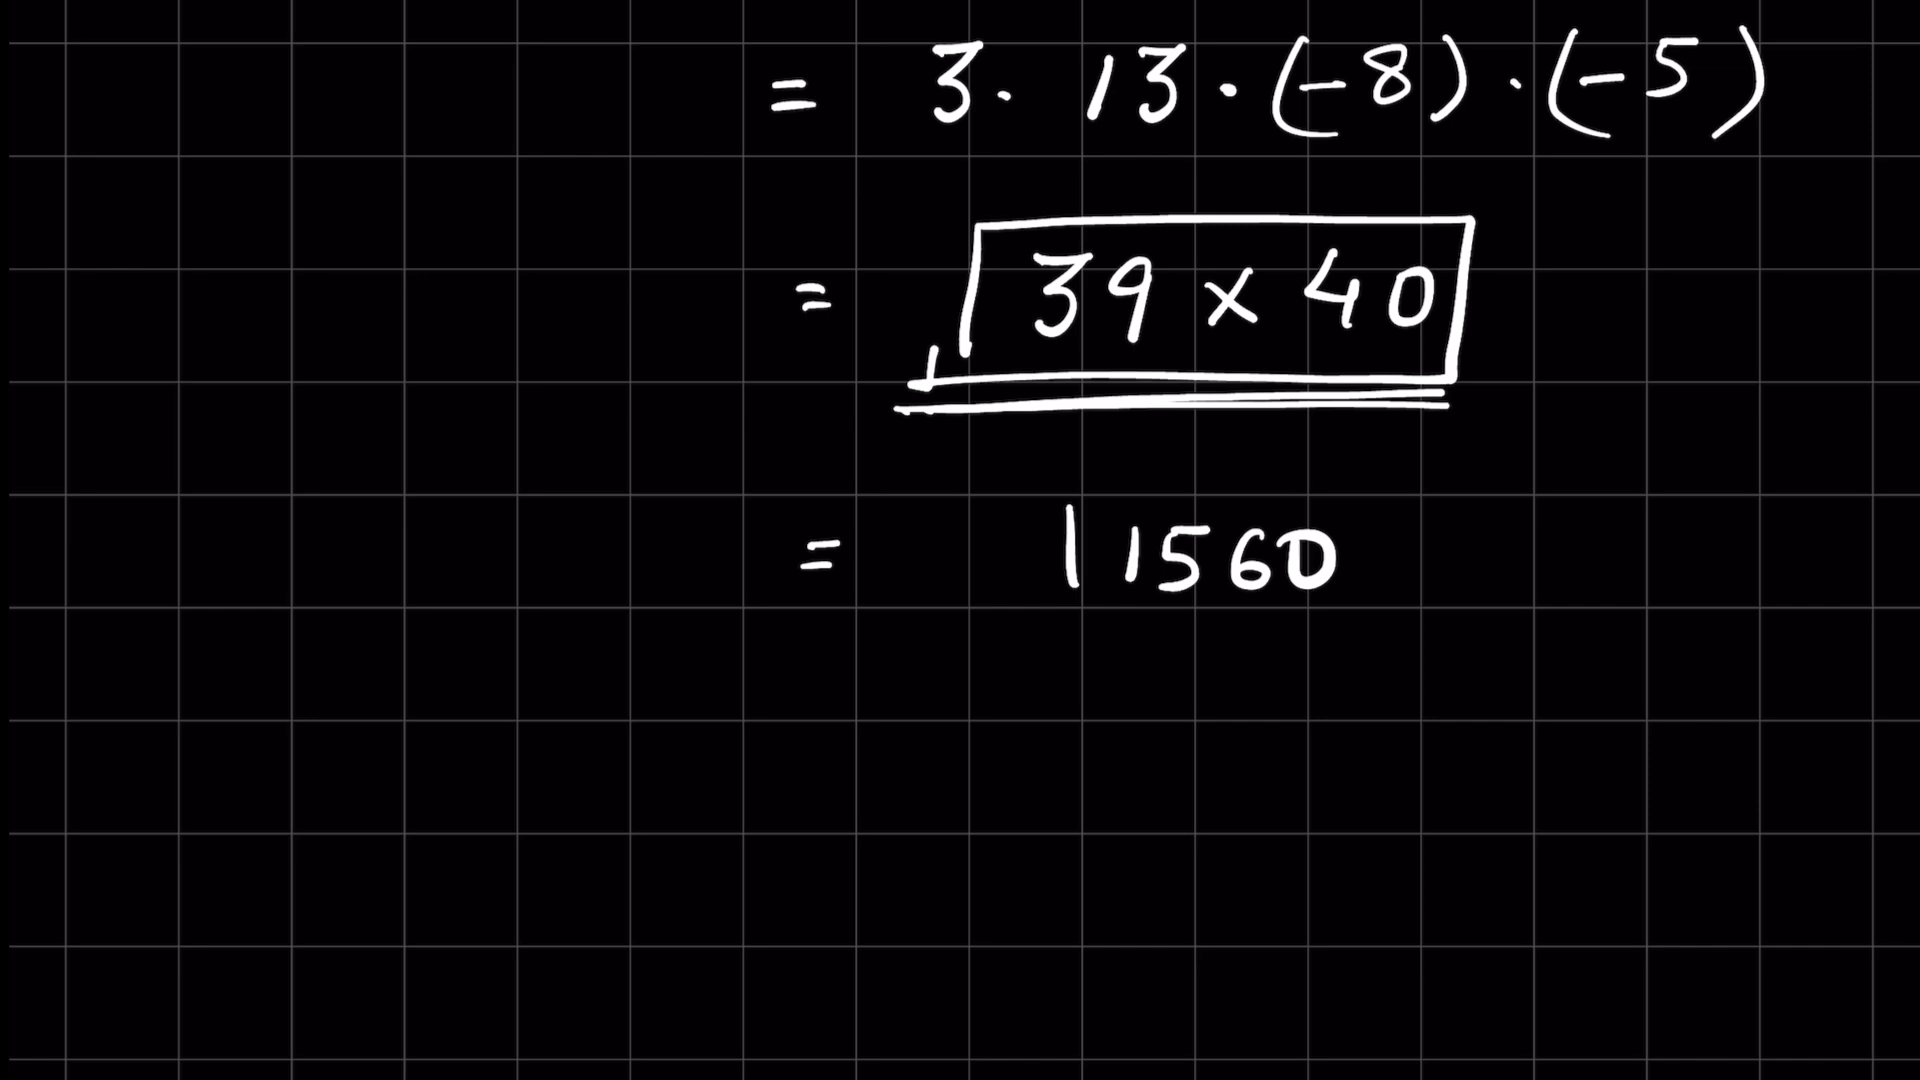 = 3 · 13 · (-8) · (-5)
= 39 x 40
= 1560